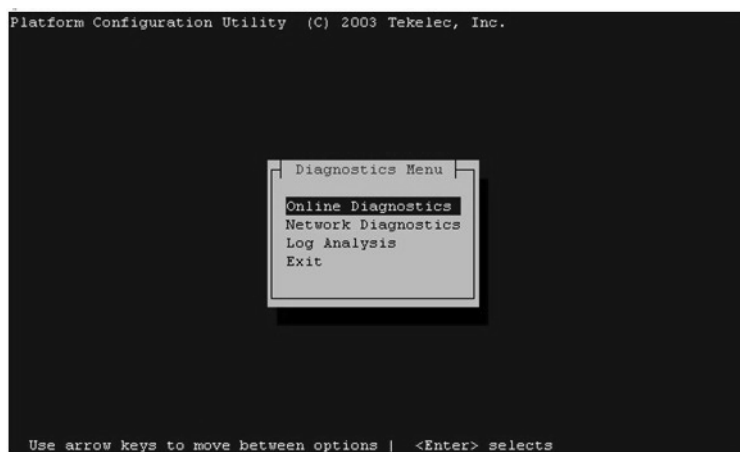 Platform Configuration Utility (C) 2003 Tekelec, Inc.
Diagnostics Menu
Online Diagnostics
Network Diagnostics
Log Analysis
Exit
Use arrow keys to move between options | <Enter> selects